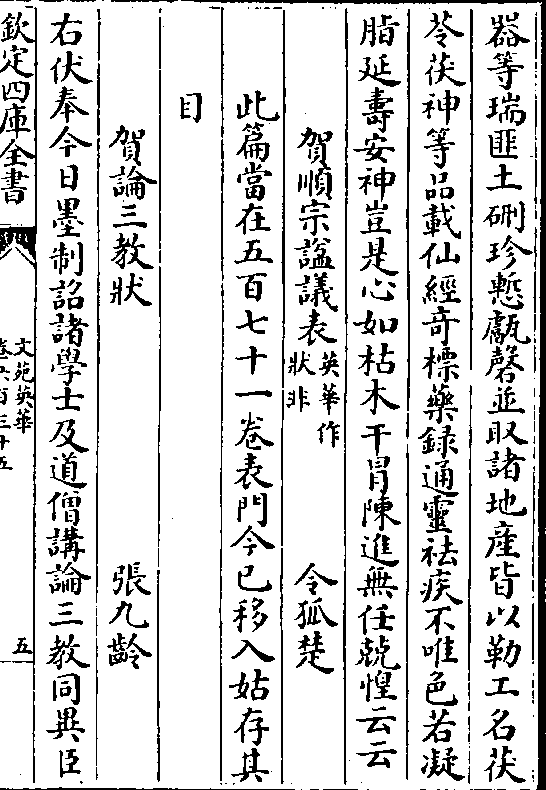 器等瑞匪土硎珍慙甗磬並取諸地産皆以勒工名茯
苓茯神等品載仙經奇標藥録通靈祛疾不唯色若凝
脂延壽安神豈是心如枯木干冒陳進無任兢惶云云
賀順宗諡議表英華作狀非 令狐楚
此篇當在五百七十一卷表門今已移入姑存其
目
賀論三教狀 張九齡
右伏奉今日墨制詔諸學士及道僧講論三教同異臣
欽定四庫全書
文苑英華
卷六百三十五
五